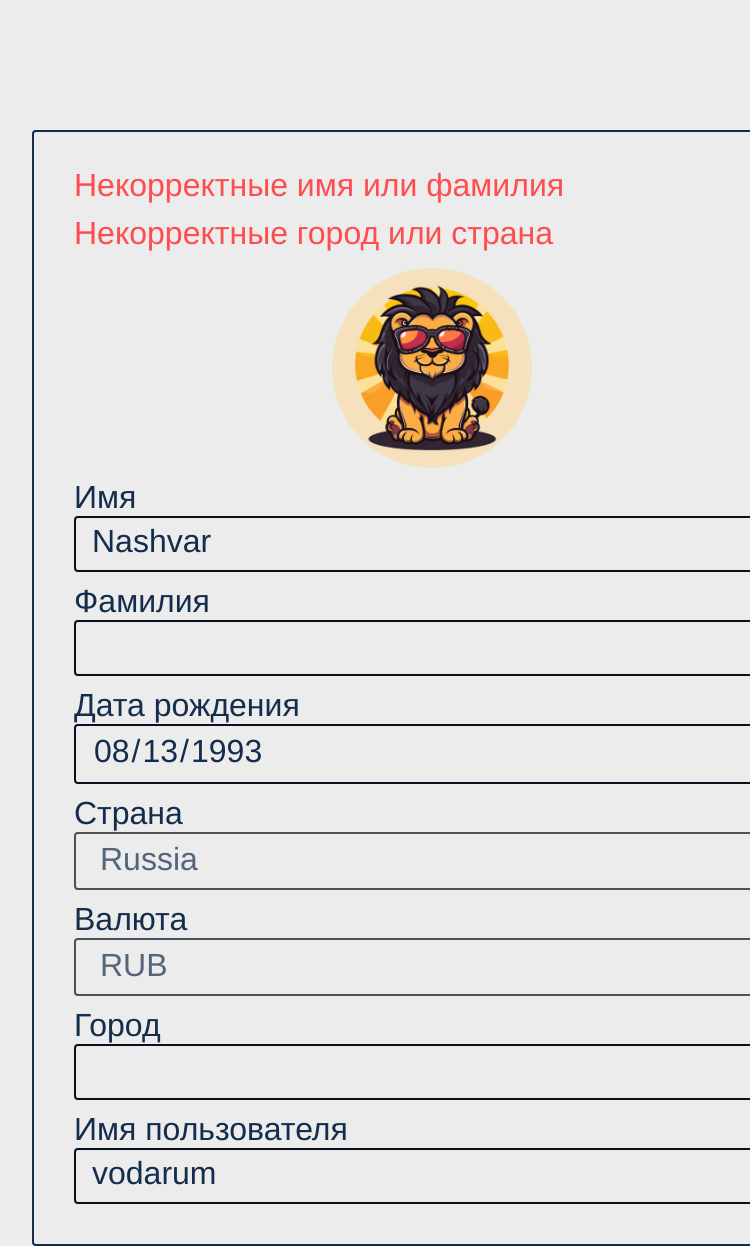 Некорректные имя или фамилия
Некорректные город или страна
Имя
Nashvar
Фамилия
Дата рождения
08/13/1993
Страна
Russia
Валюта
RUB
Город
Имя пользователя
vodarum